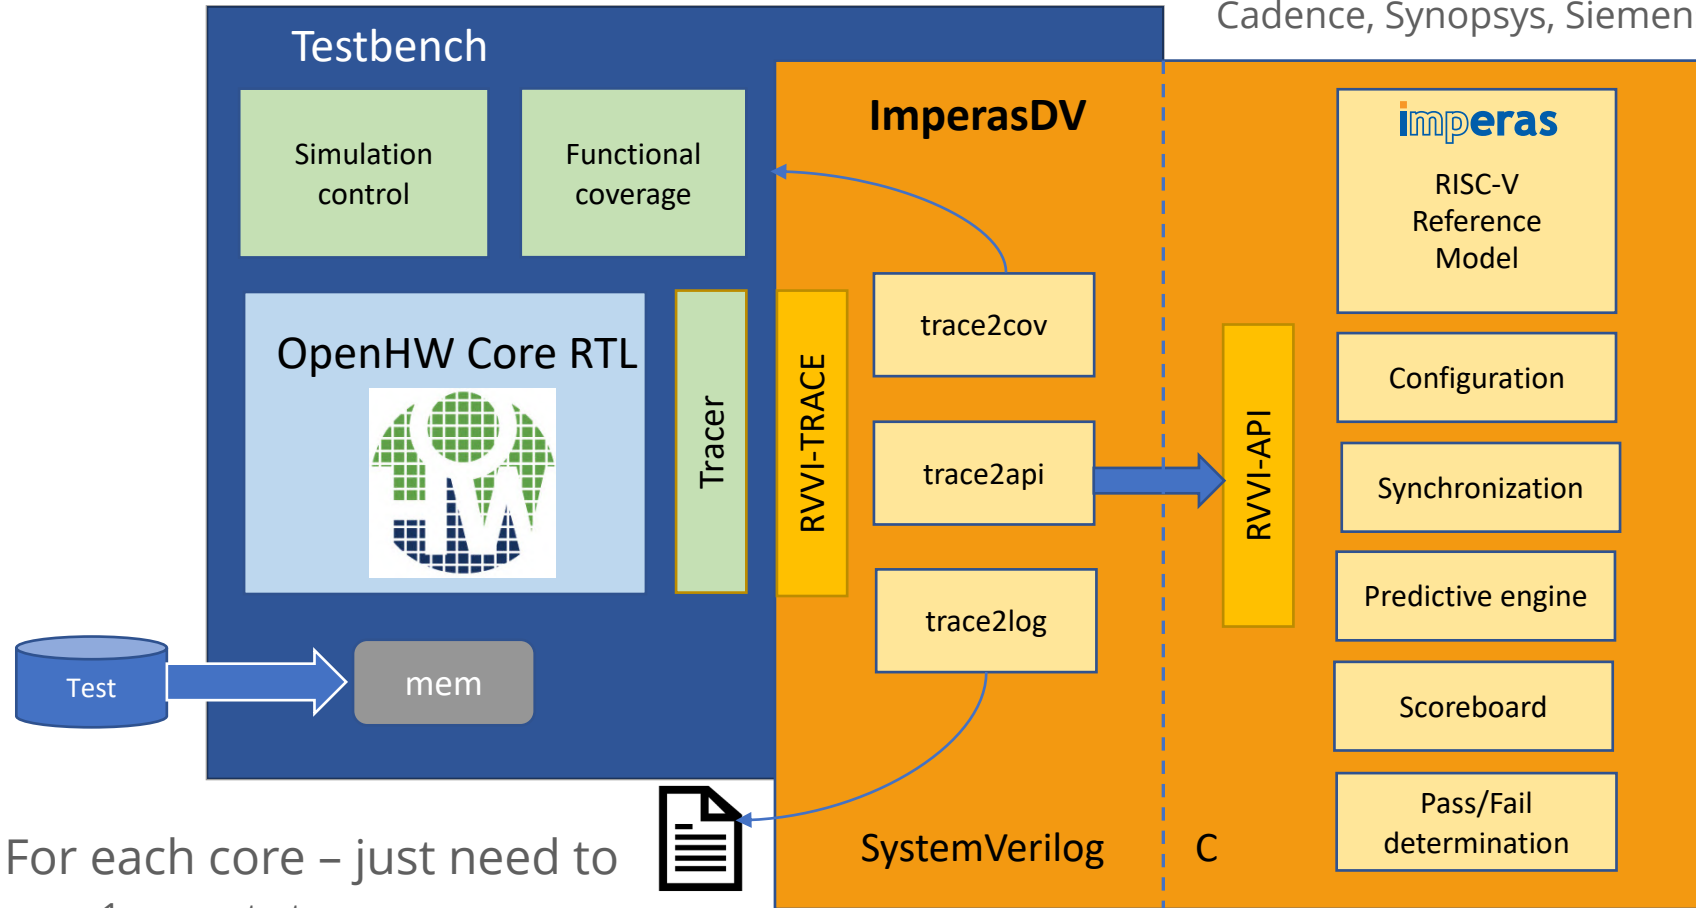 Cadence, Synopsys, Siemen
Testbench
Simulation
control
Functional
coverage
ImperasDV
imperas
RISC-V
Reference
Model
OpenHW Core RTL
Tracer
RVVI-TRACE
trace2cov
trace2api
trace2log
RVVI-API
Configuration
Synchronization
Predictive engine
Scoreboard
Pass/Fail
determination
Test
mem
SystemVerilog
C
For each core – just need to